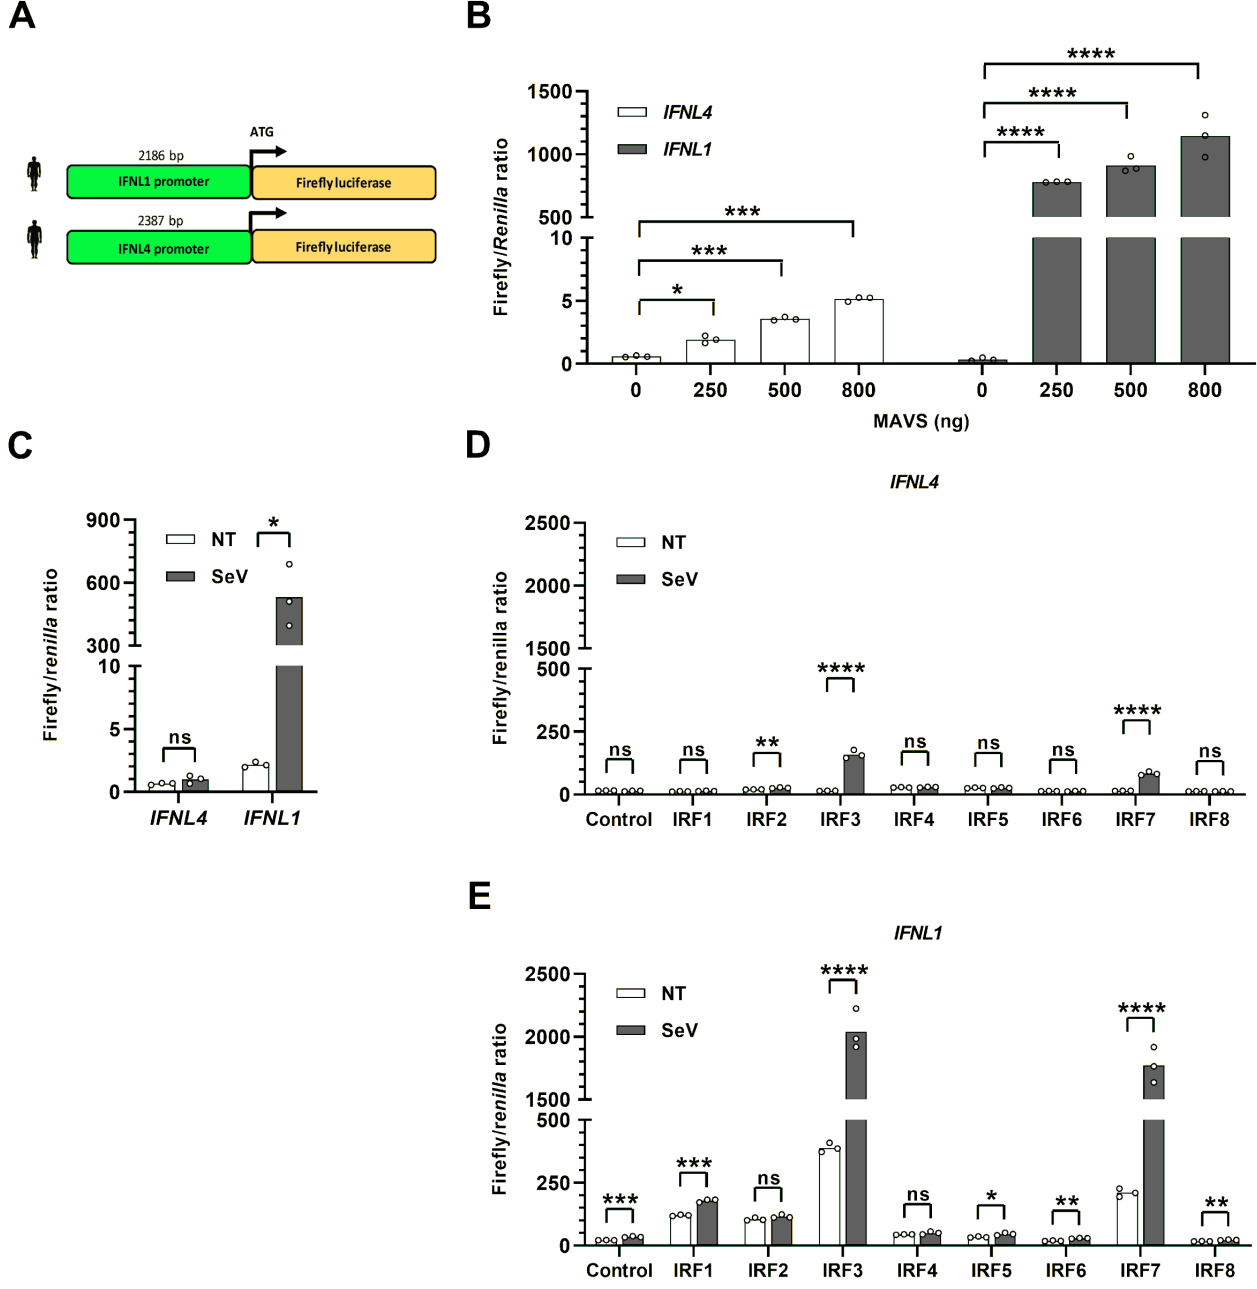 A
ATG
2186 bp
IFNL1 promoter
Firefly luciferase
2387 bp
IFNL4 promoter
Firefly luciferase
B
Firefly/Renilla ratio
IFNL4
IFNL1
1500
1000
500
10
5
0
* *** ***
**** **** ****
0 250 500 800 0 250 500 800
MAVS (ng)
C
Firefly/renilla ratio
NT
SeV
900
600
300
10
5
0
ns *
IFNL4 IFNL1
D
IFNL4
Firefly/renilla ratio
NT
SeV
2500
2000
1500
500
250
0
ns ns ** **** ns ns ns **** ns
Control IRF1 IRF2 IRF3 IRF4 IRF5 IRF6 IRF7 IRF8
E
IFNL1
Firefly/renilla ratio
NT
SeV
2500
2000
1500
500
250
0
*** *** ns **** ns * ** **** **
Control IRF1 IRF2 IRF3 IRF4 IRF5 IRF6 IRF7 IRF8